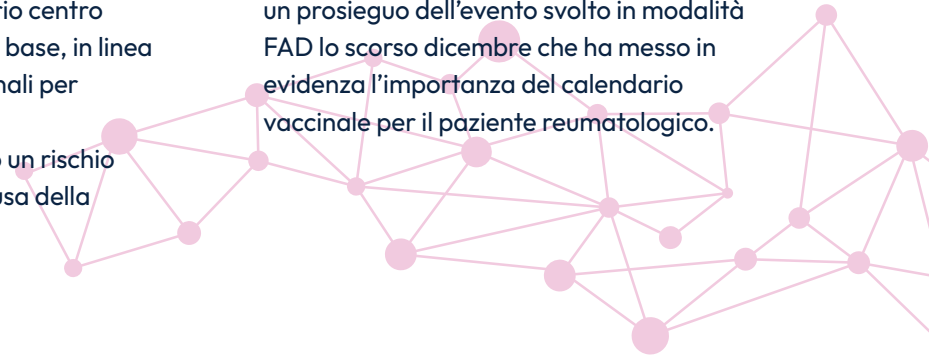 rio centro
base, in linea
nali per
un rischio
usa della
un prosieguo dell’evento svolto in modalità
FAD lo scorso dicembre che ha messo in
evidenza l’importanza del calendario
vaccinale per il paziente reumatologico.